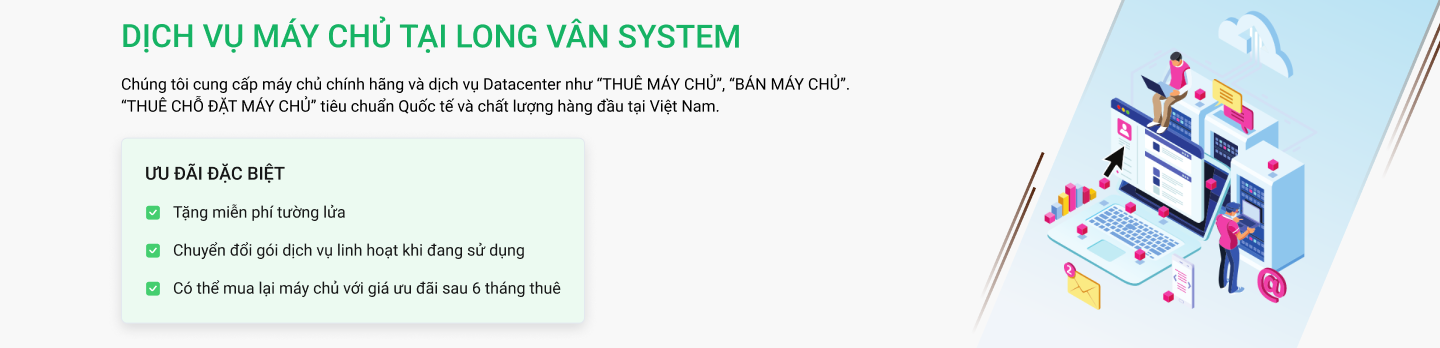 DỊCH VỤ MÁY CHỦ TẠI LONG VÂN SYSTEM
Chúng tôi cung cấp máy chủ chính hãng và dịch vụ Datacenter như “THUÊ MÁY CHỦ”, “BÁN MÁY CHỦ”.
“THUÊ CHỖ ĐẶT MÁY CHỦ” tiêu chuẩn Quốc tế và chất lượng hàng đầu tại Việt Nam.
ƯU ĐÃI ĐẶC BIỆT
Tặng miễn phí tường lửa
Chuyển đổi gói dịch vụ linh hoạt khi đang sử dụng
Có thể mua lại máy chủ với giá ưu đãi sau 6 tháng thuê
2
@